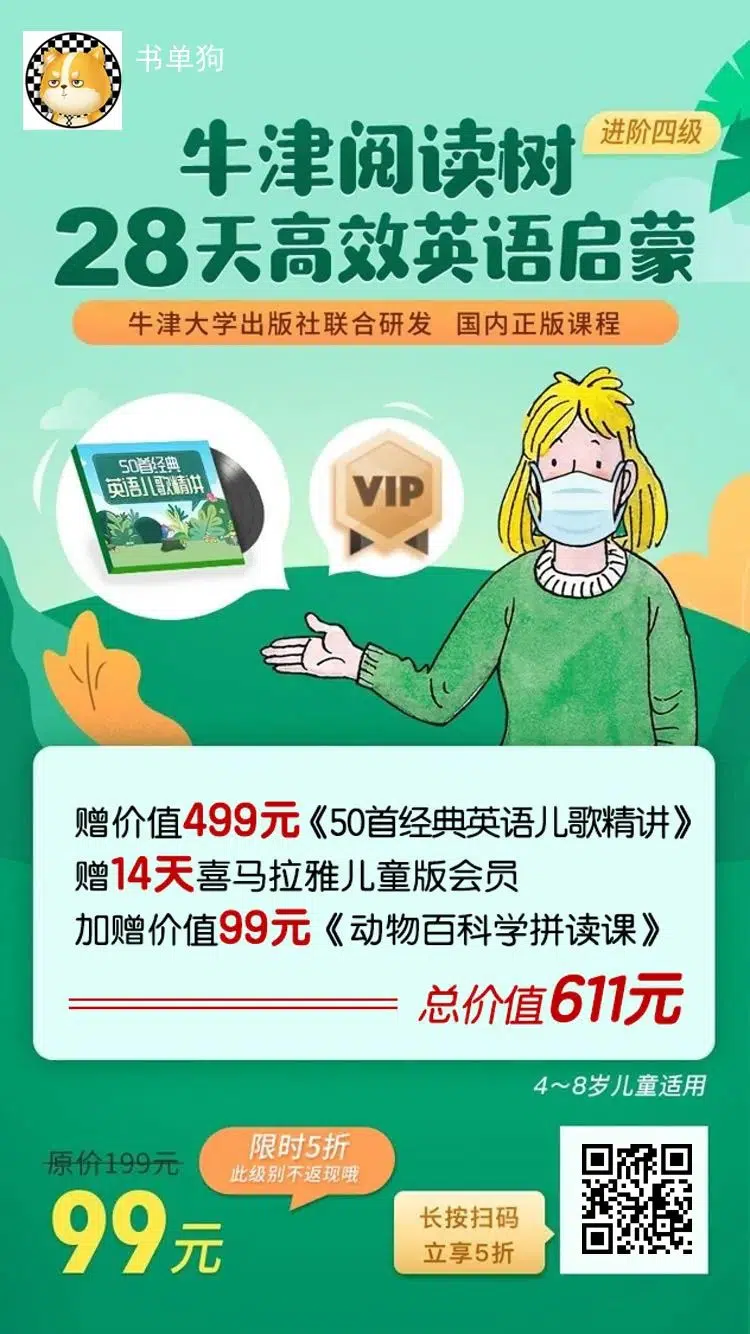 书单狗
进阶四级
牛津阅读树
28天高效英语启蒙
牛津大学出版社联合研发 国内正版课程
50首经典
英语儿歌精讲
VIP
赠价值499元《50首经典英语儿歌精讲》
赠14天喜马拉雅儿童版会员
加赠价值99元《动物百科学拼读课》
总价值611元
4～8岁儿童适用
原价199元
限时5折
此级别不返现哦
99元
长按扫码
立享5折